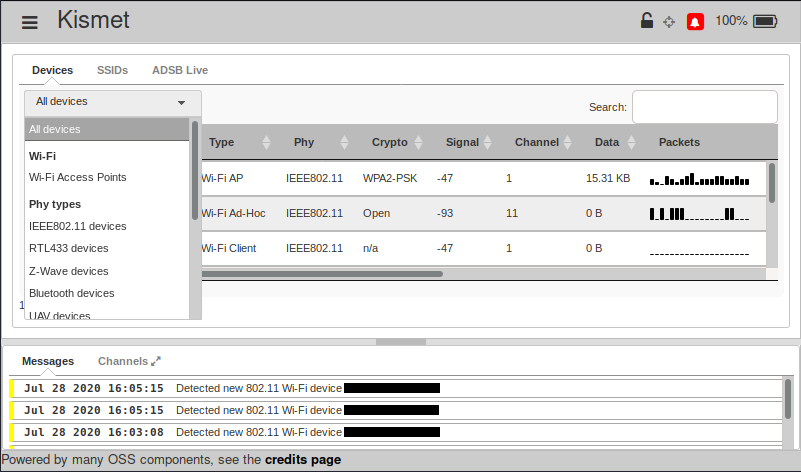 Kismet
100%
Devices SSIDs ADSB Live
All devices
Search:
All devices
Wi-Fi
Wi-Fi Access Points
Phy types
IEEE802.11 devices
RTL433 devices
Z-Wave devices
Bluetooth devices
UAV devices
Type Phy Crypto Signal Channel Data Packets
Wi-Fi AP IEEE802.11 WPA2-PSK -47 1 15.31 KB
Wi-Fi Ad-Hoc IEEE802.11 Open -93 11 0 B
Wi-Fi Client IEEE802.11 n/a -47 1 0 B
1
Messages Channels
Jul 28 2020 16:05:15 Detected new 802.11 Wi-Fi device
Jul 28 2020 16:05:15 Detected new 802.11 Wi-Fi device
Jul 28 2020 16:03:08 Detected new 802.11 Wi-Fi device
Powered by many OSS components, see the credits page